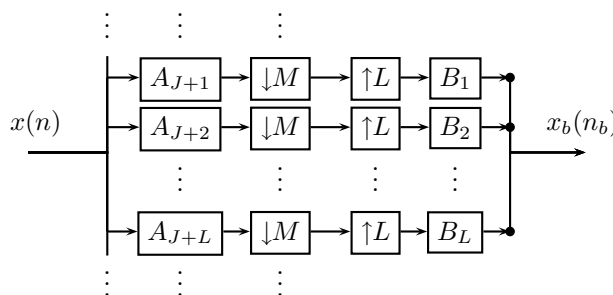 ⋮ ⋮ ⋮
A_{J+1} ↓M ↑L B_1
x(n) A_{J+2} ↓M ↑L B_2 x_b(n_b)
⋮ ⋮ ⋮ ⋮
A_{J+L} ↓M ↑L B_L
⋮ ⋮ ⋮